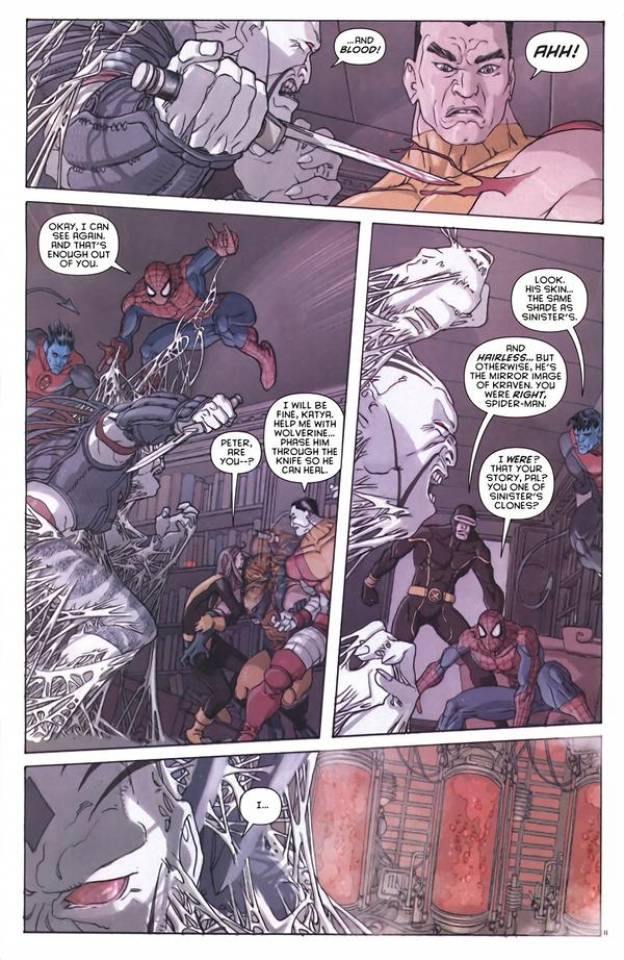 ...AND
BLOOD!
AHH!
OKAY, I CAN
SEE AGAIN.
AND THAT'S
ENOUGH OUT
OF YOU.
PETER,
ARE
YOU--?
I WILL BE
FINE, KATYA.
HELP ME WITH
WOLVERINE...
PHASE HIM
THROUGH THE
KNIFE SO HE
CAN HEAL.
LOOK.
HIS SKIN...
THE SAME
SHADE AS
SINISTER'S.
AND
HAIRLESS... BUT
OTHERWISE, HE'S
THE MIRROR IMAGE
OF KRAVEN. YOU
WERE RIGHT,
SPIDER-MAN.
I WERE?
THAT YOUR
STORY, PAL?
YOU ONE OF
SINISTER'S
CLONES?
I...